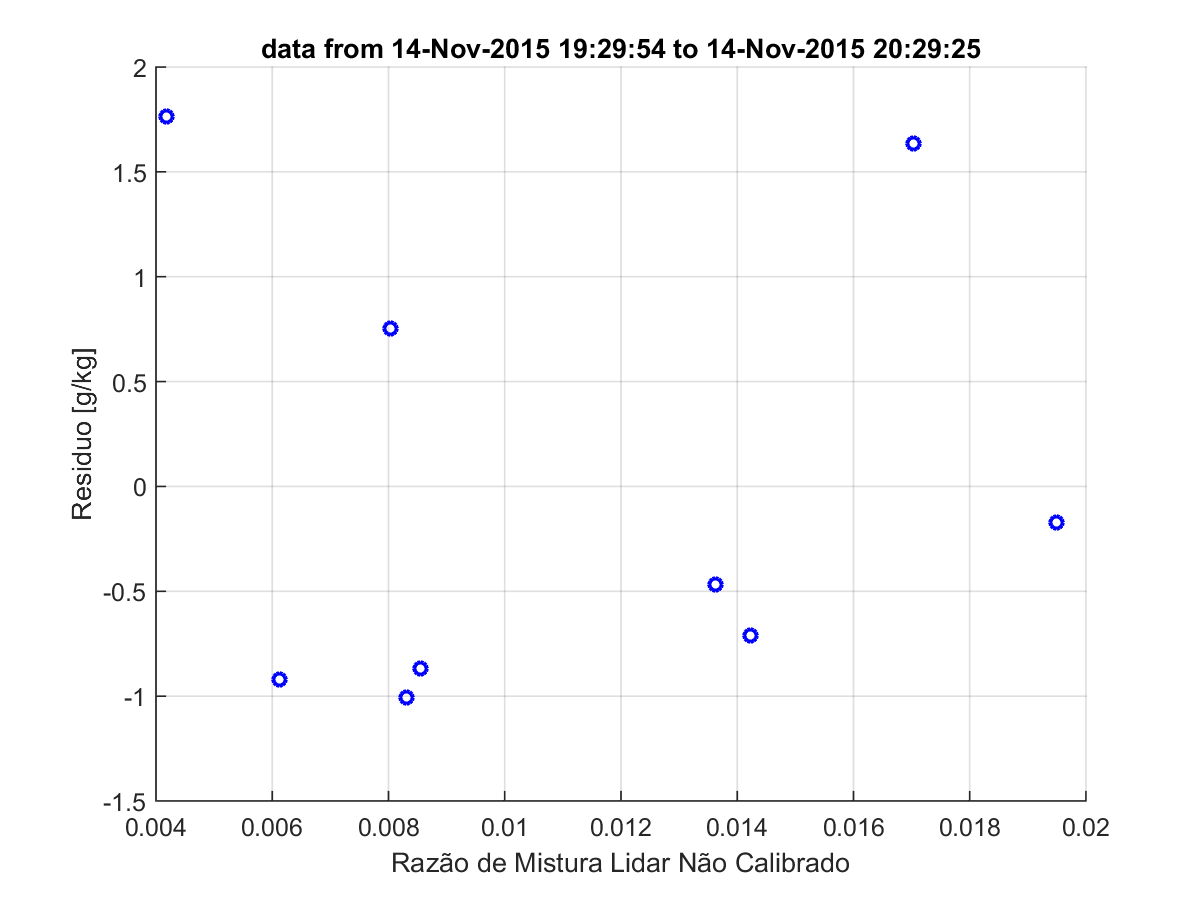 data from 14-Nov-2015 19:29:54 to 14-Nov-2015 20:29:25
2
1.5
1
0.5
0
-0.5
-1
-1.5
Residuo [g/kg]
0.004 0.006 0.008 0.01 0.012 0.014 0.016 0.018 0.02
Razão de Mistura Lidar Não Calibrado